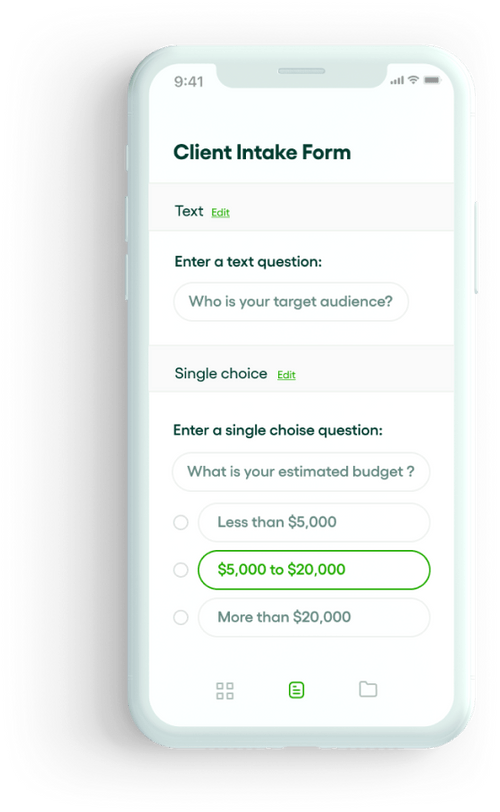 9:41
Client Intake Form
Text Edit
Enter a text question:
Who is your target audience?
Single choice Edit
Enter a single choise question:
What is your estimated budget ?
Less than $5,000
$5,000 to $20,000
More than $20,000